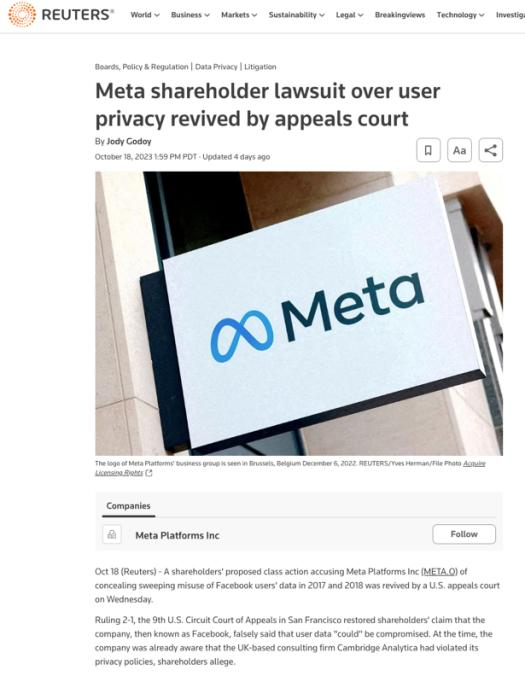 REUTERS®
World Business Markets Sustainability Legal Breakingviews Technology
Boards, Policy & Regulation | Data Privacy | Litigation
Meta shareholder lawsuit over user
privacy revived by appeals court
By Jody Godoy
October 18, 2023 1:59 PM PDT · Updated 4 days ago
Aa
Meta
The logo of Meta Platforms' business group is seen in Brussels, Belgium December 6, 2022. REUTERS/Yves Herman/File Photo Acquire
Licensing Rights
Companies
Meta Platforms Inc
Follow
Oct 18 (Reuters) - A shareholders' proposed class action accusing Meta Platforms Inc (META.O) of
concealing sweeping misuse of Facebook users' data in 2017 and 2018 was revived by a U.S. appeals court
on Wednesday.
Ruling 2-1, the 9th U.S. Circuit Court of Appeals in San Francisco restored shareholders' claim that the
company, then known as Facebook, falsely said that user data "could" be compromised. At the time, the
company was already aware that the UK-based consulting firm Cambridge Analytica had violated its
privacy policies, shareholders allege.